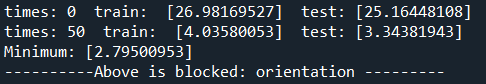 times: 0  train:  [26.98169527]  test: [25.16448108]
times: 50  train:  [4.03580053]  test: [3.34381943]
Minimum: [2.79500953]
----------Above is blocked: orientation ---------